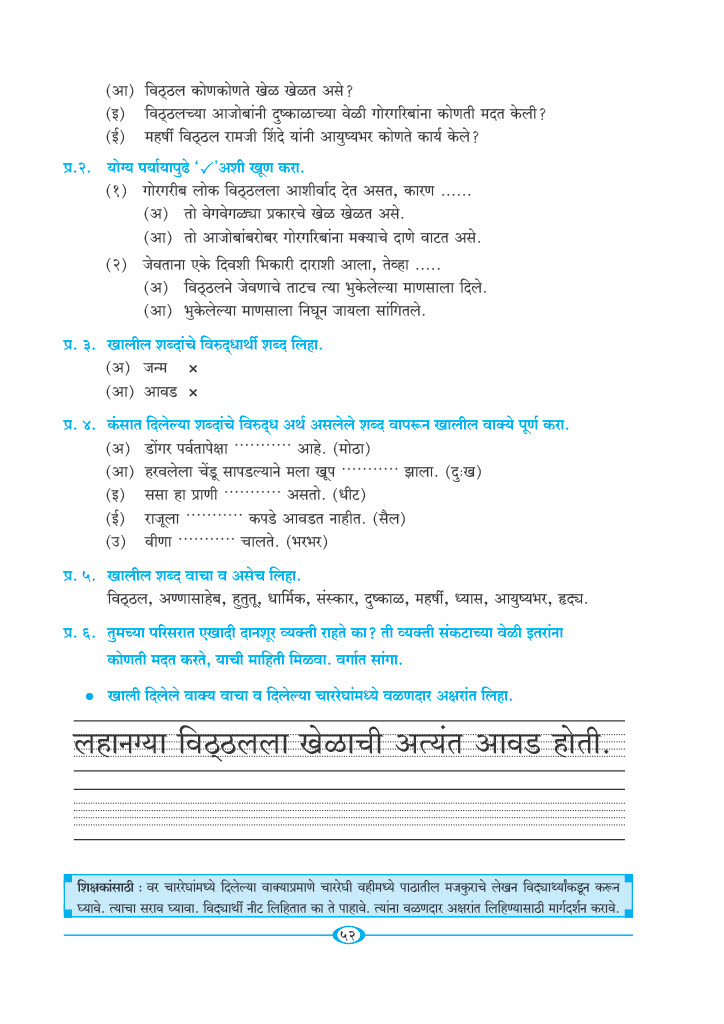 (आ) विठ्ठल कोणकोणते खेळ खेळत असे?
(इ) विठ्ठलच्या आजोबांनी दुष्काळाच्या वेळी गोरगरिबांना कोणती मदत केली?
(ई) महर्षी विठ्ठल रामजी शिंदे यांनी आयुष्यभर कोणते कार्य केले?
प्र.२. योग्य पर्यायापुढे ‘✓’अशी खूण करा.
(१) गोरगरीब लोक विठ्ठलला आशीर्वाद देत असत, कारण ......
(अ) तो वेगवेगळ्या प्रकारचे खेळ खेळत असे.
(आ) तो आजोबांबरोबर गोरगरिबांना मक्याचे दाणे वाटत असे.
(२) जेवताना एके दिवशी भिकारी दाराशी आला, तेव्हा .....
(अ) विठ्ठलने जेवणाचे ताटच त्या भुकेलेल्या माणसाला दिले.
(आ) भुकेलेल्या माणसाला निघून जायला सांगितले.
प्र. ३. खालील शब्दांचे विरुद्धार्थी शब्द लिहा.
(अ) जन्म ×
(आ) आवड ×
प्र. ४. कंसात दिलेल्या शब्दांचे विरुद्ध अर्थ असलेले शब्द वापरून खालील वाक्ये पूर्ण करा.
(अ) डोंगर पर्वतापेक्षा ........... आहे. (मोठा)
(आ) हरवलेला चेंडू सापडल्याने मला खूप ........... झाला. (दुःख)
(इ) ससा हा प्राणी ........... असतो. (धीट)
(ई) राजूला ........... कपडे आवडत नाहीत. (सैल)
(उ) वीणा ........... चालते. (भरभर)
प्र. ५. खालील शब्द वाचा व असेच लिहा.
विठ्ठल, अण्णासाहेब, हुतुतू, धार्मिक, संस्कार, दुष्काळ, महर्षी, ध्यास, आयुष्यभर, हृद्य.
प्र. ६. तुमच्या परिसरात एखादी दानशूर व्यक्ती राहते का? ती व्यक्ती संकटाच्या वेळी इतरांना
कोणती मदत करते, याची माहिती मिळवा. वर्गात सांगा.
● खाली दिलेले वाक्य वाचा व दिलेल्या चाररेघांमध्ये वळणदार अक्षरांत लिहा.
लहानग्या विठ्ठलला खेळाची अत्यंत आवड होती.
शिक्षकांसाठी : वर चाररेघांमध्ये दिलेल्या वाक्याप्रमाणे चाररेघी वहीमध्ये पाठातील मजकुराचे लेखन विद्यार्थ्यांकडून करून
घ्यावे. त्याचा सराव घ्यावा. विद्यार्थी नीट लिहितात का ते पाहावे. त्यांना वळणदार अक्षरांत लिहिण्यासाठी मार्गदर्शन करावे.
५२